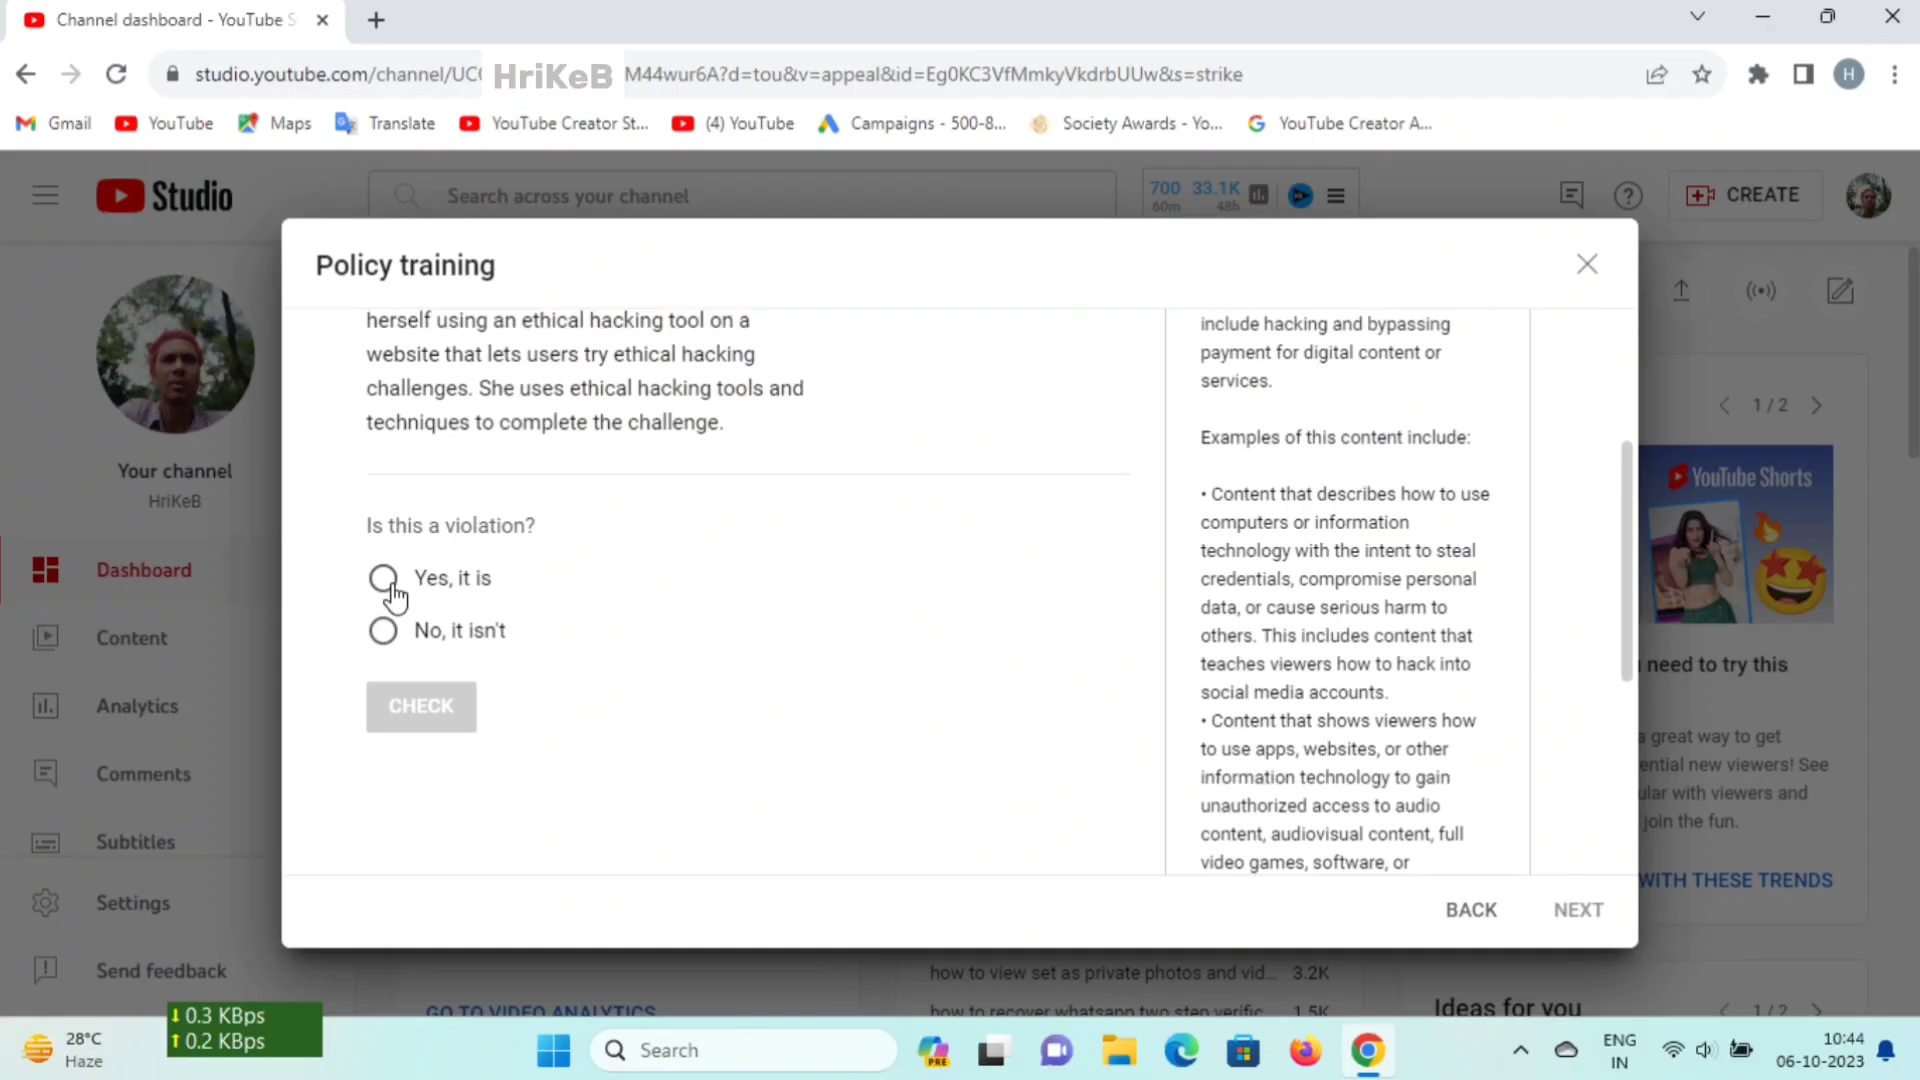 Channel dashboard - YouTube S
studio.youtube.com/channel/UC
HriKeB
M44wur6A?d=tou&v=appeal&id=Eg0KC3VfMmkyVkdrbUUw&s=strike
H
Gmail
YouTube
Maps
Translate
YouTube Creator St...
(4) YouTube
Campaigns - 500-8...
Society Awards - Yo...
YouTube Creator A...
Studio
Search across your channel
700 33.1K
60m 48h
CREATE
Policy training
herself using an ethical hacking tool on a
website that lets users try ethical hacking
challenges. She uses ethical hacking tools and
techniques to complete the challenge.
Is this a violation?
Yes, it is
No, it isn't
CHECK
include hacking and bypassing
payment for digital content or
services.
Examples of this content include:
• Content that describes how to use
computers or information
technology with the intent to steal
credentials, compromise personal
data, or cause serious harm to
others. This includes content that
teaches viewers how to hack into
social media accounts.
• Content that shows viewers how
to use apps, websites, or other
information technology to gain
unauthorized access to audio
content, audiovisual content, full
video games, software, or
BACK
NEXT
Your channel
HriKeB
Dashboard
Content
Analytics
Comments
Subtitles
Settings
Send feedback
1 / 2
YouTube Shorts
need to try this
a great way to get
ential new viewers! See
ular with viewers and
join the fun.
WITH THESE TRENDS
how to view set as private photos and vid... 3.2K
how to recover whatsapp two step verific... 1.5K
GO TO VIDEO ANALYTICS
Ideas for you
1 / 2
0.3 KBps
0.2 KBps
28°C
Haze
Search
PRE
ENG
IN
10:44
06-10-2023